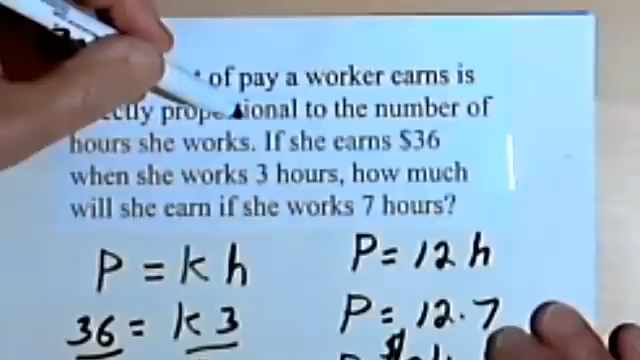 of pay a worker earns is
to the number of
hours she works. If she earns $36
when she works 3 hours, how much
will she earn if she works 7 hours?
P = k h
36 = k 3
P = 12 h
P = 12 · 7